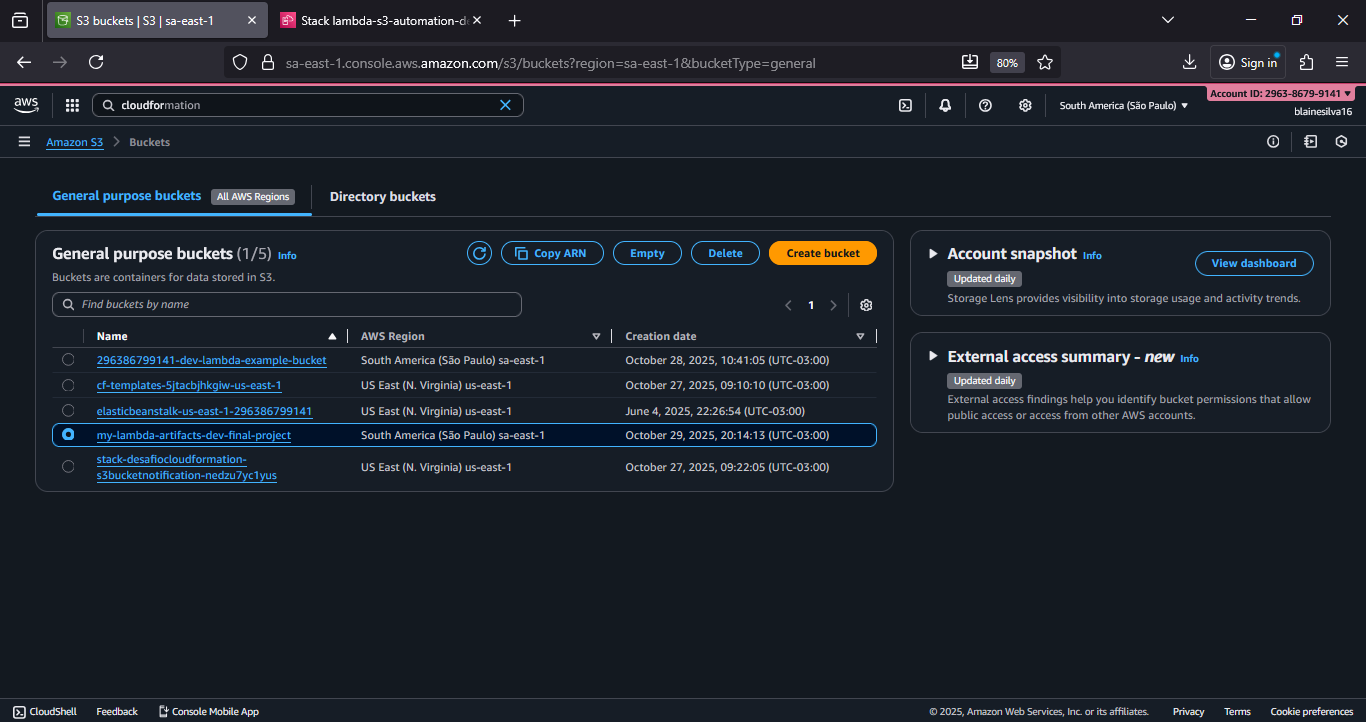 S3 buckets | S3 | sa-east-1
Stack lambda-s3-automation-de
sa-east-1.console.aws.amazon.com/s3/buckets?region=sa-east-1&bucketType=general
80%
Sign in
aws
cloudformation
South America (São Paulo)
Account ID: 2963-8679-9141
blainesilva16
Amazon S3
Buckets
General purpose buckets
All AWS Regions
Directory buckets
General purpose buckets (1/5) Info
Copy ARN
Empty
Delete
Create bucket
Buckets are containers for data stored in S3.
Find buckets by name
1
Name AWS Region Creation date
296386799141-dev-lambda-example-bucket South America (São Paulo) sa-east-1 October 28, 2025, 10:41:05 (UTC-03:00)
cf-templates-5jtacbjhkgiw-us-east-1 US East (N. Virginia) us-east-1 October 27, 2025, 09:10:10 (UTC-03:00)
elasticbeanstalk-us-east-1-296386799141 US East (N. Virginia) us-east-1 June 4, 2025, 22:26:54 (UTC-03:00)
my-lambda-artifacts-dev-final-project South America (São Paulo) sa-east-1 October 29, 2025, 20:14:13 (UTC-03:00)
stack-desafiocloudformation-
s3bucketnotification-nedzu7yc1yus US East (N. Virginia) us-east-1 October 27, 2025, 09:22:05 (UTC-03:00)
Account snapshot Info
Updated daily
View dashboard
Storage Lens provides visibility into storage usage and activity trends.
External access summary - new Info
Updated daily
External access findings help you identify bucket permissions that allow
public access or access from other AWS accounts.
CloudShell
Feedback
Console Mobile App
© 2025, Amazon Web Services, Inc. or its affiliates.
Privacy
Terms
Cookie preferences